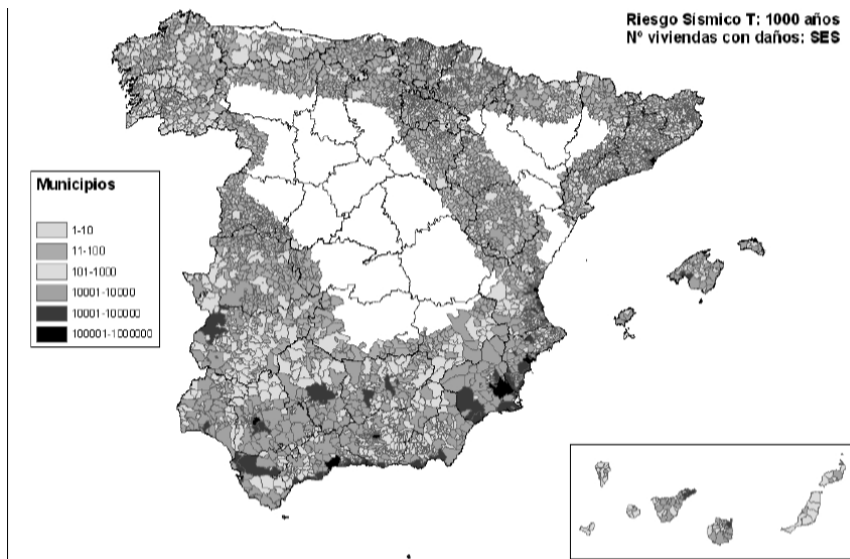 Riesgo Sísmico T: 1000 años
Nº viviendas con daños: SES
Municipios
1-10
11-100
101-1000
10001-10000
10001-100000
100001-1000000